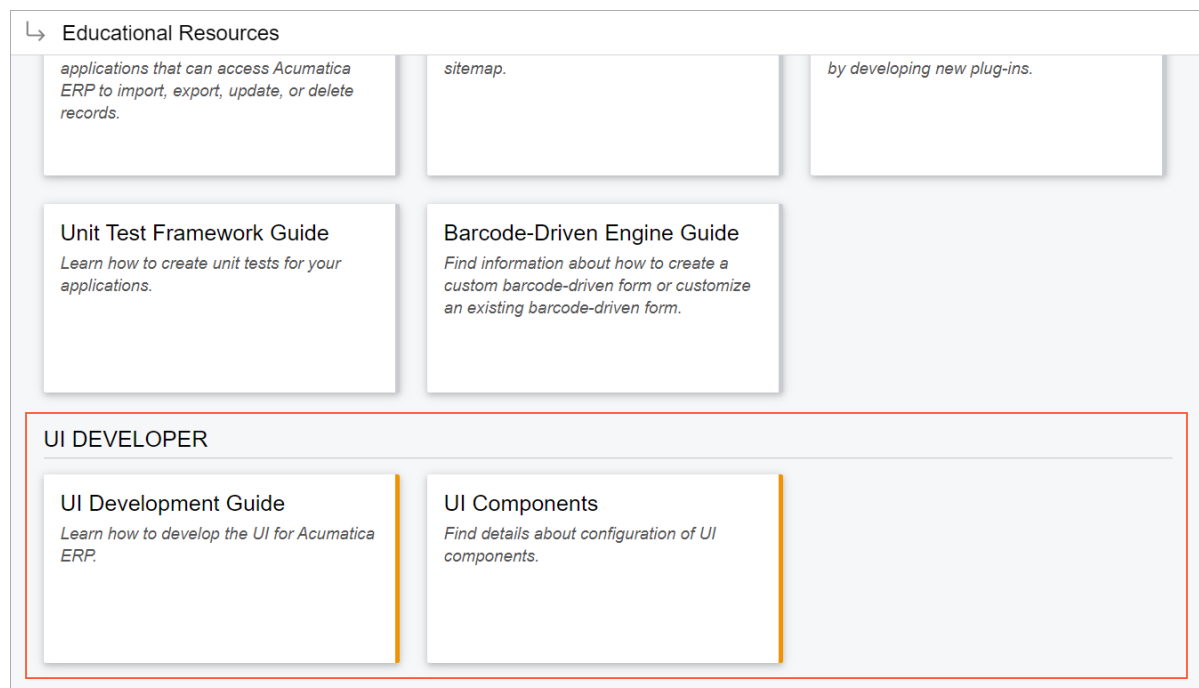 Educational Resources
applications that can access Acumatica
ERP to import, export, update, or delete
records.
sitemap.
by developing new plug-ins.
Unit Test Framework Guide
Learn how to create unit tests for your
applications.
Barcode-Driven Engine Guide
Find information about how to create a
custom barcode-driven form or customize
an existing barcode-driven form.
UI DEVELOPER
UI Development Guide
Learn how to develop the UI for Acumatica
ERP.
UI Components
Find details about configuration of UI
components.